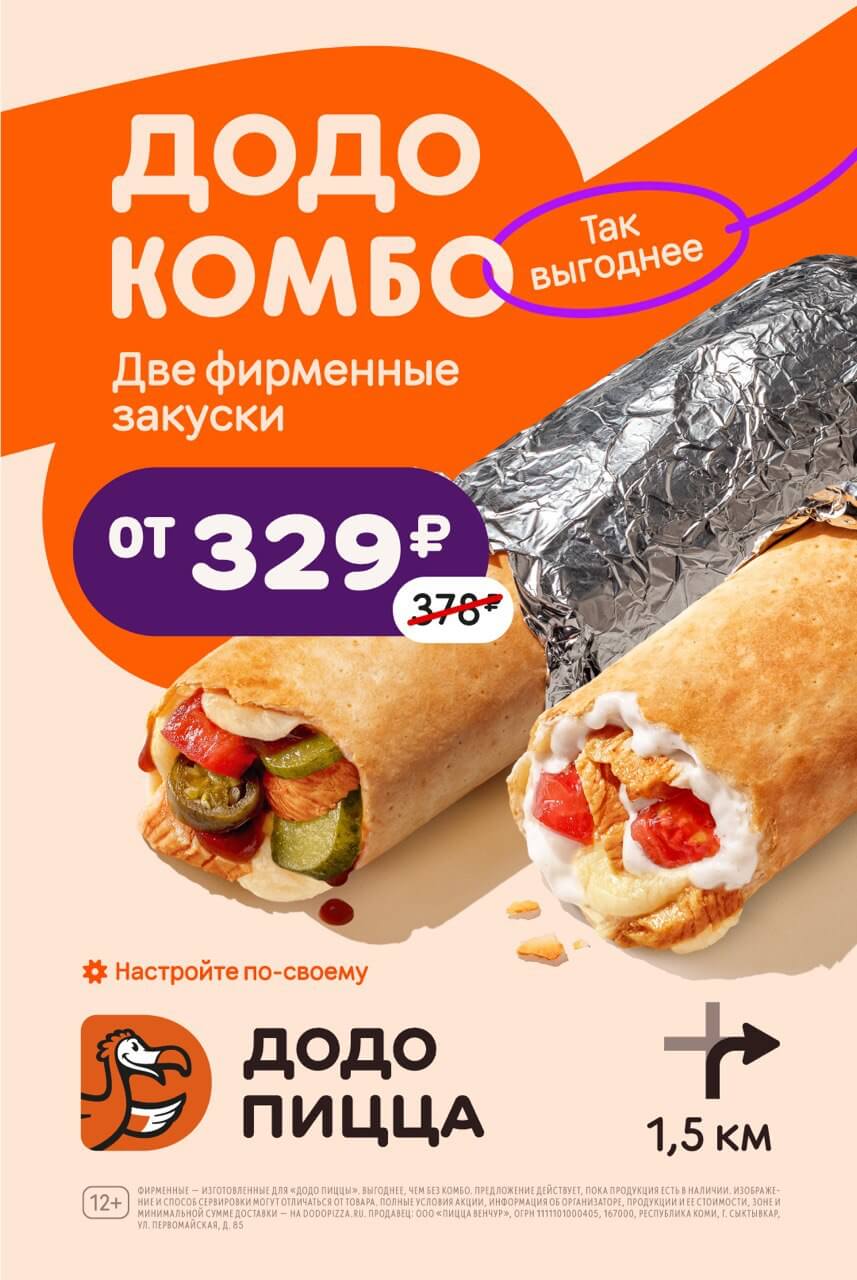 ДОДО
КОМБО
Так
выгоднее
Две фирменные
закуски
от 329₽
378₽
Настройте по-своему
ДОДО
ПИЦЦА
1,5 км
12+
ФИРМЕННЫЕ — ИЗГОТОВЛЕННЫЕ ДЛЯ «ДОДО ПИЦЦЫ». ВЫГОДНЕЕ, ЧЕМ БЕЗ КОМБО. ПРЕДЛОЖЕНИЕ ДЕЙСТВУЕТ, ПОКА ПРОДУКЦИЯ ЕСТЬ В НАЛИЧИИ. ИЗОБРАЖЕ-
НИЕ И СПОСОБ СЕРВИРОВКИ МОГУТ ОТЛИЧАТЬСЯ ОТ ТОВАРА. ПОЛНЫЕ УСЛОВИЯ АКЦИИ, ИНФОРМАЦИЯ ОБ ОРГАНИЗАТОРЕ, ПРОДУКЦИИ И ЕЕ СТОИМОСТИ, ЗОНЕ И
МИНИМАЛЬНОЙ СУММЕ ДОСТАВКИ — НА DODOPIZZA.RU. ПРОДАВЕЦ: ООО «ПИЦЦА ВЕНЧУР», ОГРН 1111101000405, 167000, РЕСПУБЛИКА КОМИ, Г. СЫКТЫВКАР,
УЛ. ПЕРВОМАЙСКАЯ, Д. 85